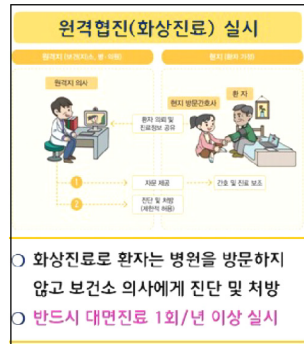 원격협진(화상진료) 실시
원격지 (보건지소, 병·의원)
현지 (환자 가정)
원격지 의사
환 자
현지 방문간호사
환자 의뢰 및
진료정보 공유
1
자문 제공
간호 및 진료 보조
2
진단 및 처방
(제한적 허용)
❍ 화상진료로 환자는 병원을 방문하지
않고 보건소 의사에게 진단 및 처방
❍ 반드시 대면진료 1회/년 이상 실시